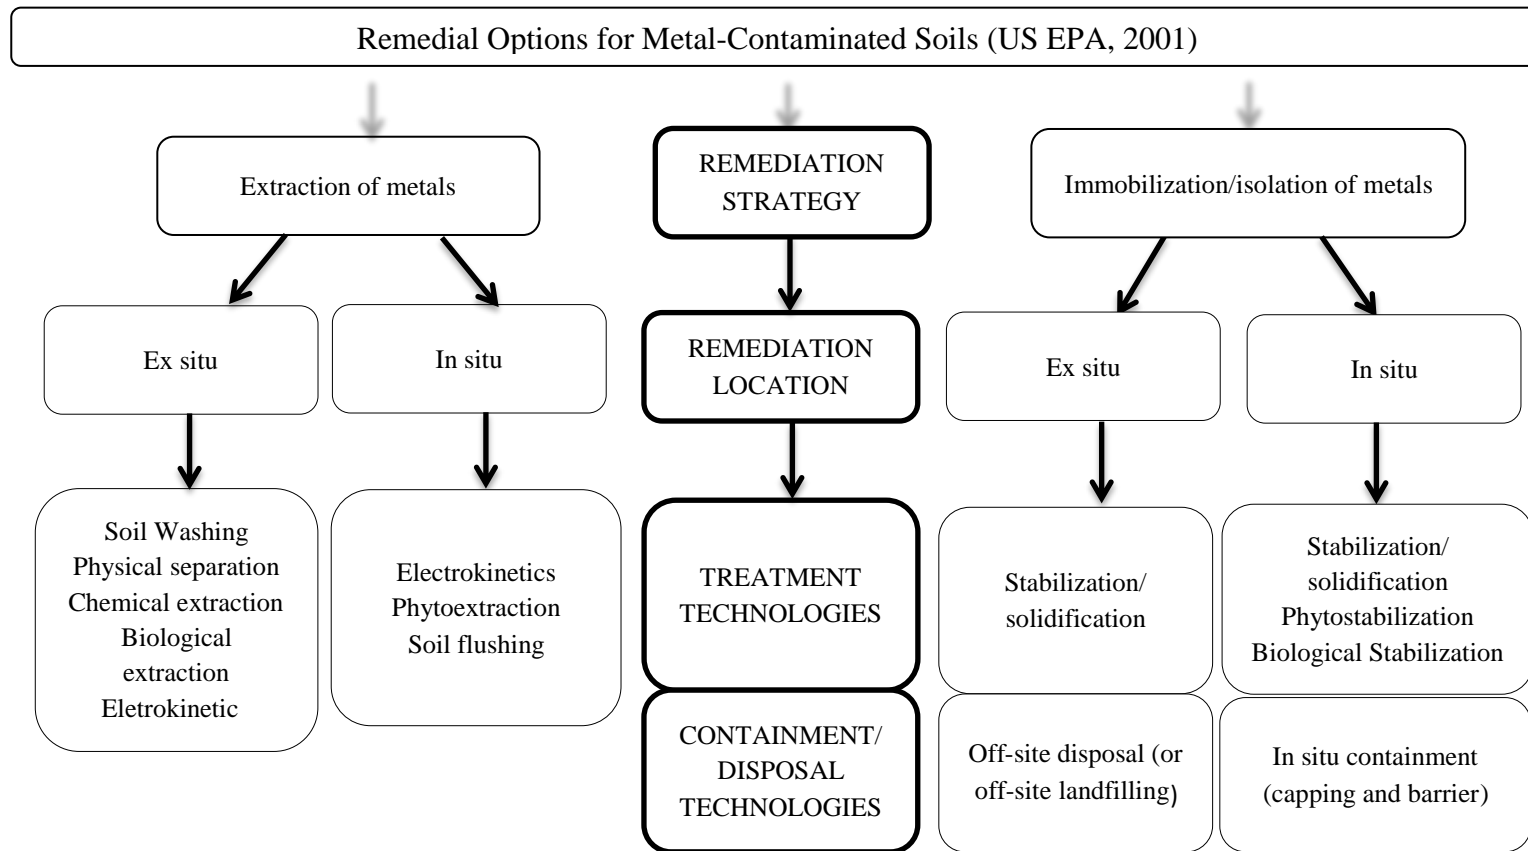 Remedial Options for Metal-Contaminated Soils (US EPA, 2001)
Extraction of metals
REMEDIATION
STRATEGY
Immobilization/isolation of metals
Ex situ
In situ
REMEDIATION
LOCATION
Ex situ
In situ
Soil Washing
Physical separation
Chemical extraction
Biological
extraction
Eletrokinetic
Electrokinetics
Phytoextraction
Soil flushing
TREATMENT
TECHNOLOGIES
Stabilization/
solidification
Stabilization/
solidification
Phytostabilization
Biological Stabilization
CONTAINMENT/
DISPOSAL
TECHNOLOGIES
Off-site disposal (or
off-site landfilling)
In situ containment
(capping and barrier)